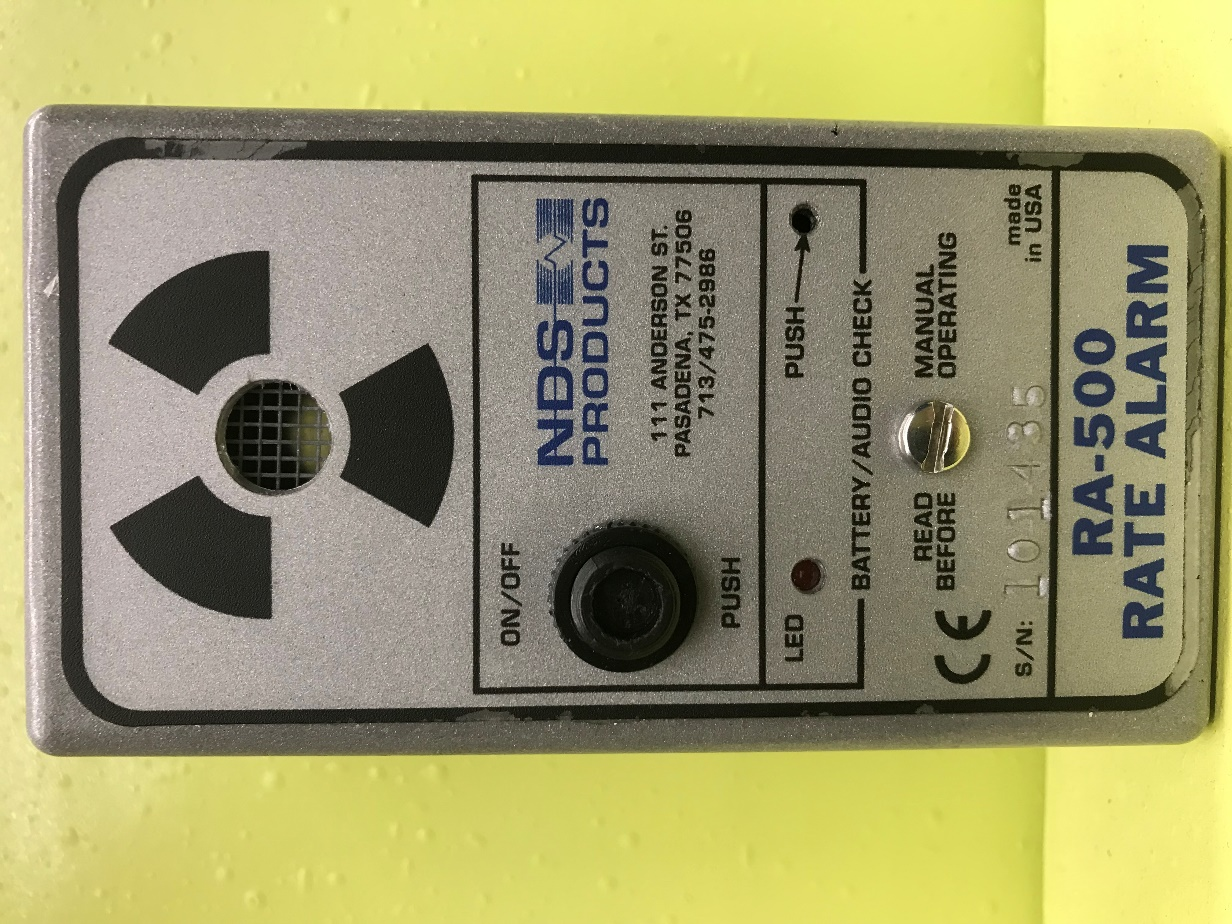 ON/OFF
PUSH
NDS
PRODUCTS
111 ANDERSON ST.
PASADENA, TX 77506
713/475-2986
LED
PUSH
BATTERY/AUDIO CHECK
READ MANUAL
BEFORE OPERATING
CE
S/N: 101435
made
in USA
RA-500
RATE ALARM